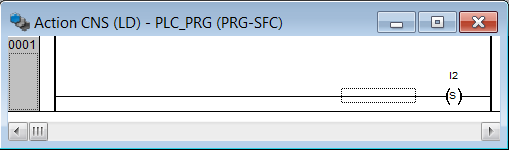 Action CNS (LD) - PLC_PRG (PRG-SFC)
0001
I2
(S)